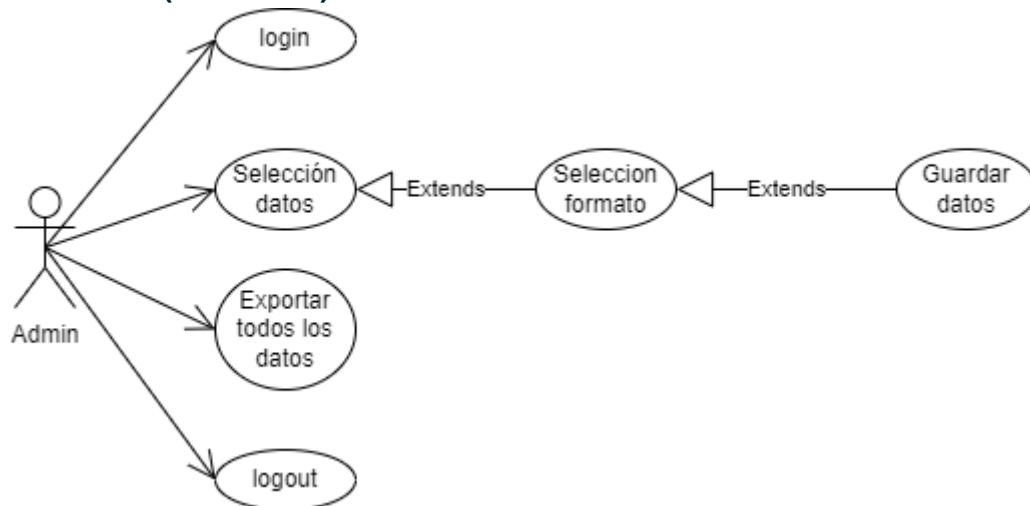 login
Selección
datos
Extends
Seleccion
formato
Extends
Guardar
datos
Exportar
todos los
datos
Admin
logout